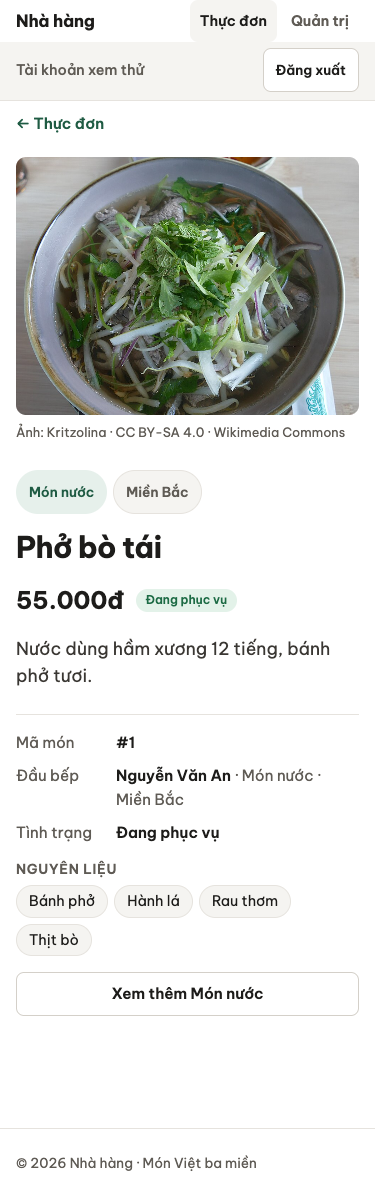 Nhà hàng
Thực đơn
Quản trị
Tài khoản xem thử
Đăng xuất
← Thực đơn
Ảnh: Kritzolina · CC BY-SA 4.0 · Wikimedia Commons
Món nước
Miền Bắc
Phở bò tái
55.000đ
Đang phục vụ
Nước dùng hầm xương 12 tiếng, bánh
phở tươi.
Mã món
#1
Đầu bếp
Nguyễn Văn An · Món nước ·
Miền Bắc
Tình trạng
Đang phục vụ
NGUYÊN LIỆU
Bánh phở
Hành lá
Rau thơm
Thịt bò
Xem thêm Món nước
© 2026 Nhà hàng · Món Việt ba miền